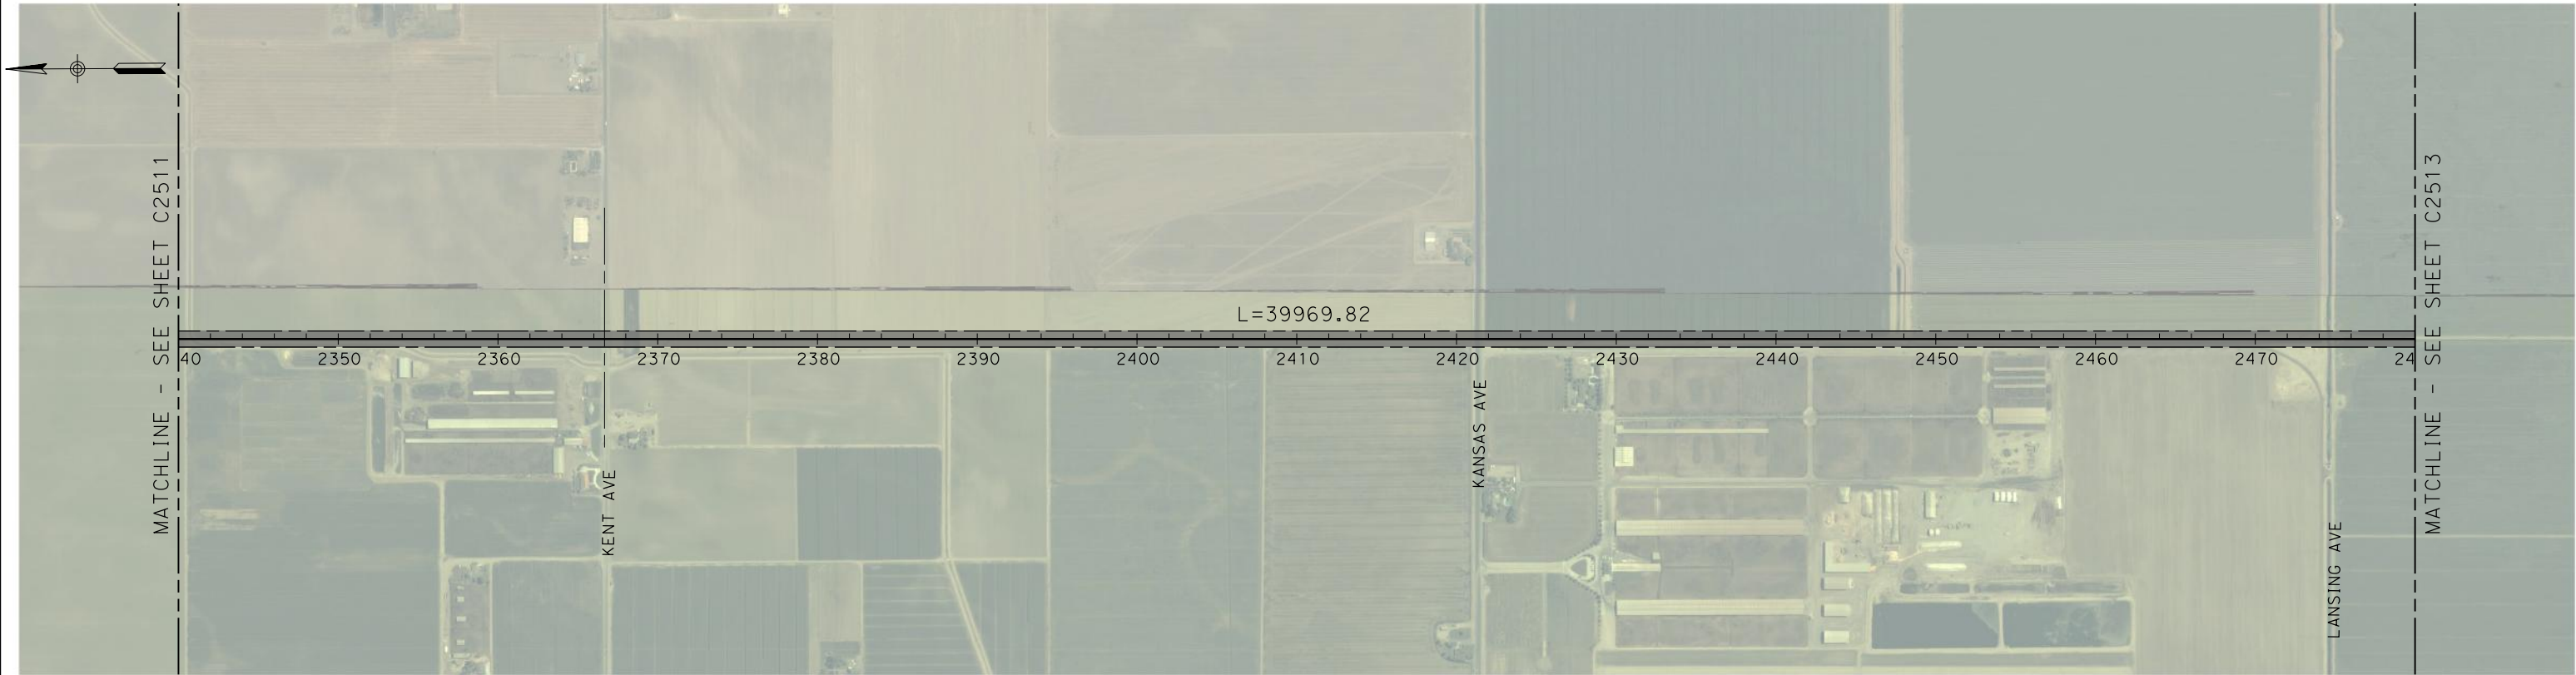 MATCHLINE - SEE SHEET C2511
L=39969.82
40 2350 2360 2370 2380 2390 2400 2410 2420 2430 2440 2450 2460 2470 24
KENT AVE
KANSAS AVE
LANSING AVE
MATCHLINE - SEE SHEET C2513